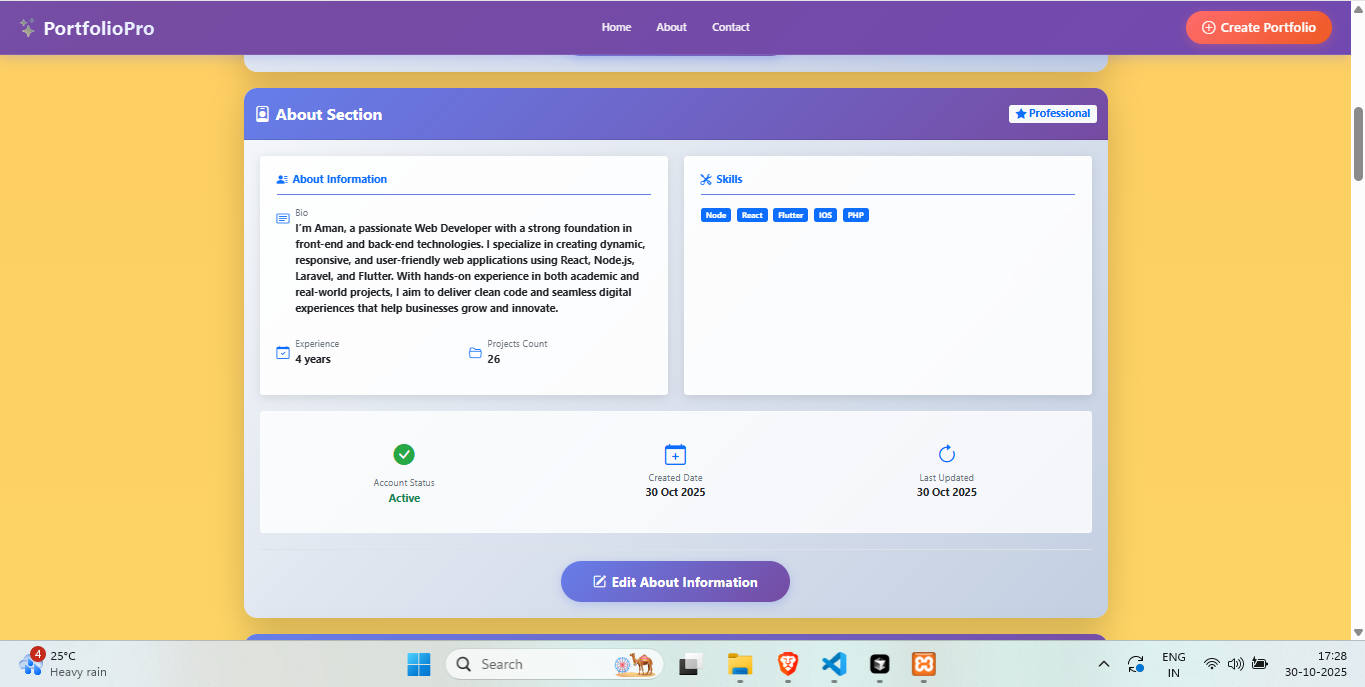 PortfolioPro
Home
About
Contact
Create Portfolio
About Section
Professional
About Information
Bio
I'm Aman, a passionate Web Developer with a strong foundation in
front-end and back-end technologies. I specialize in creating dynamic,
responsive, and user-friendly web applications using React, Node.js,
Laravel, and Flutter. With hands-on experience in both academic and
real-world projects, I aim to deliver clean code and seamless digital
experiences that help businesses grow and innovate.
Experience
4 years
Projects Count
26
Skills
Node
React
Flutter
IOS
PHP
Account Status
Active
Created Date
30 Oct 2025
Last Updated
30 Oct 2025
Edit About Information
4
25°C
Heavy rain
Search
ENG
IN
17:28
30-10-2025